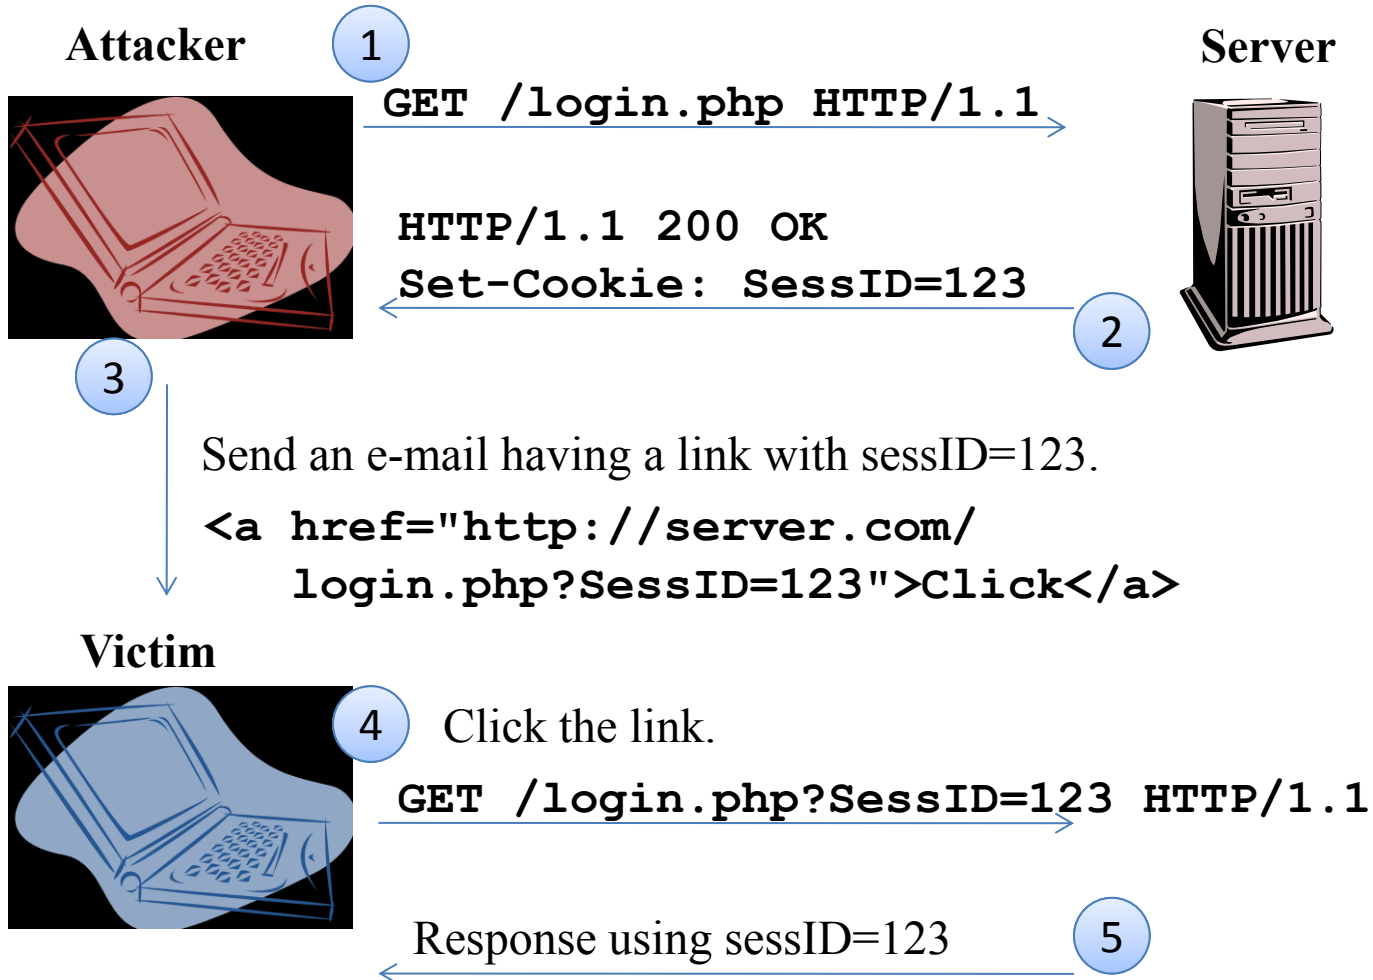 Attacker
1
Server
GET /login.php HTTP/1.1
HTTP/1.1 200 OK
Set-Cookie: SessID=123
2
3
Send an e-mail having a link with sessID=123.
<a href="http://server.com/
login.php?SessID=123">Click</a>
Victim
4
Click the link.
GET /login.php?SessID=123 HTTP/1.1
Response using sessID=123
5